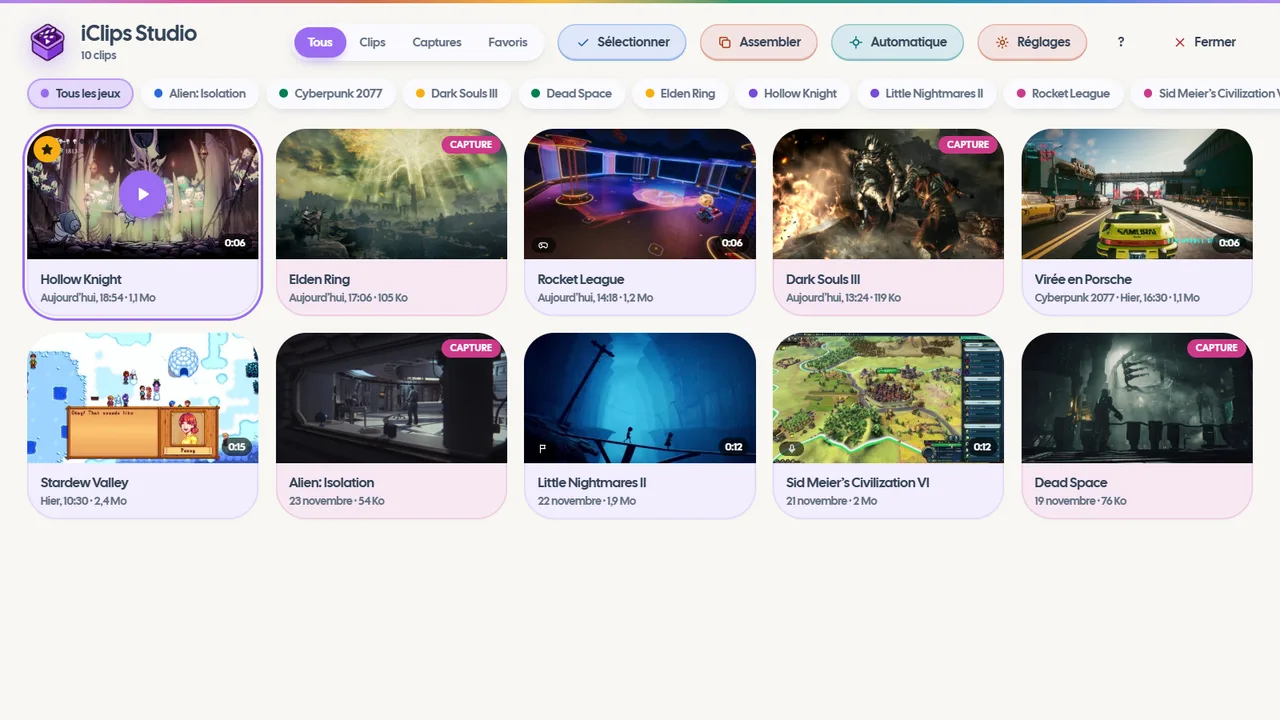 iClips Studio
10 clips
Tous
Clips
Captures
Favoris
Sélectionner
Assembler
Automatique
Réglages
?
Fermer
Tous les jeux
Alien: Isolation
Cyberpunk 2077
Dark Souls III
Dead Space
Elden Ring
Hollow Knight
Little Nightmares II
Rocket League
Sid Meier's Civilization V
0:06
Hollow Knight
Aujourd'hui, 18:54 · 1,1 Mo
CAPTURE
Elden Ring
Aujourd'hui, 17:06 · 105 Ko
0:06
Rocket League
Aujourd'hui, 14:18 · 1,2 Mo
CAPTURE
Dark Souls III
Aujourd'hui, 13:24 · 119 Ko
SAMURAI
0:06
Virée en Porsche
Cyberpunk 2077 · Hier, 16:30 · 1,1 Mo
Okay! That sounds like
Penny
0:15
Stardew Valley
Hier, 10:30 · 2,4 Mo
CAPTURE
Alien: Isolation
23 novembre · 54 Ko
0:12
Little Nightmares II
22 novembre · 1,9 Mo
0:12
Sid Meier's Civilization VI
21 novembre · 2 Mo
CAPTURE
Dead Space
19 novembre · 76 Ko